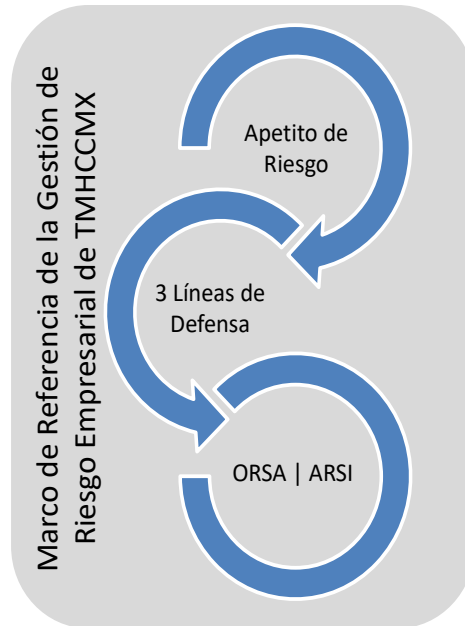 Marco de Referencia de la Gestión de
Riesgo Empresarial de TMHCCMX
Apetito de
Riesgo
3 Líneas de
Defensa
ORSA | ARSI